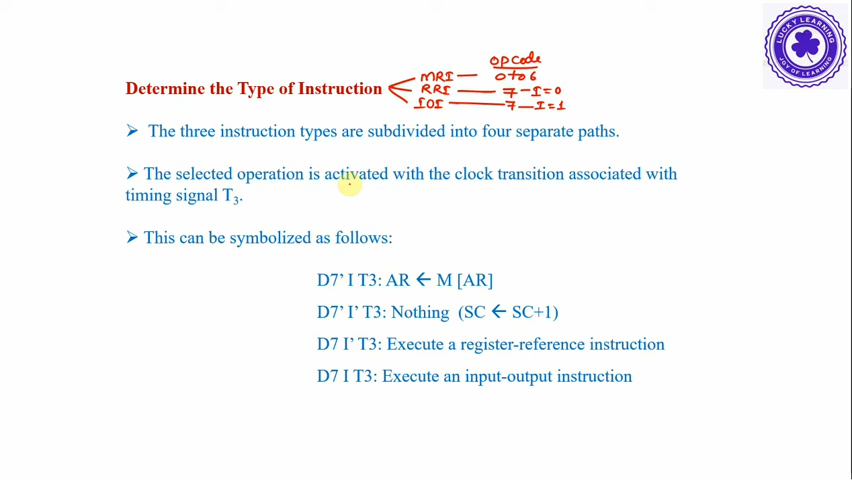 LUCKY LEARNING
JOY OF LEARNING
opcode
Determine the Type of Instruction
MRI — 0 to 6
RRI — 7 — I=0
IOI — 7 — I=1
➢ The three instruction types are subdivided into four separate paths.
➢ The selected operation is activated with the clock transition associated with
timing signal T3.
➢ This can be symbolized as follows:
D7’ I T3: AR 🡨 M [AR]
D7’ I’ T3: Nothing (SC 🡨 SC+1)
D7 I’ T3: Execute a register-reference instruction
D7 I T3: Execute an input-output instruction